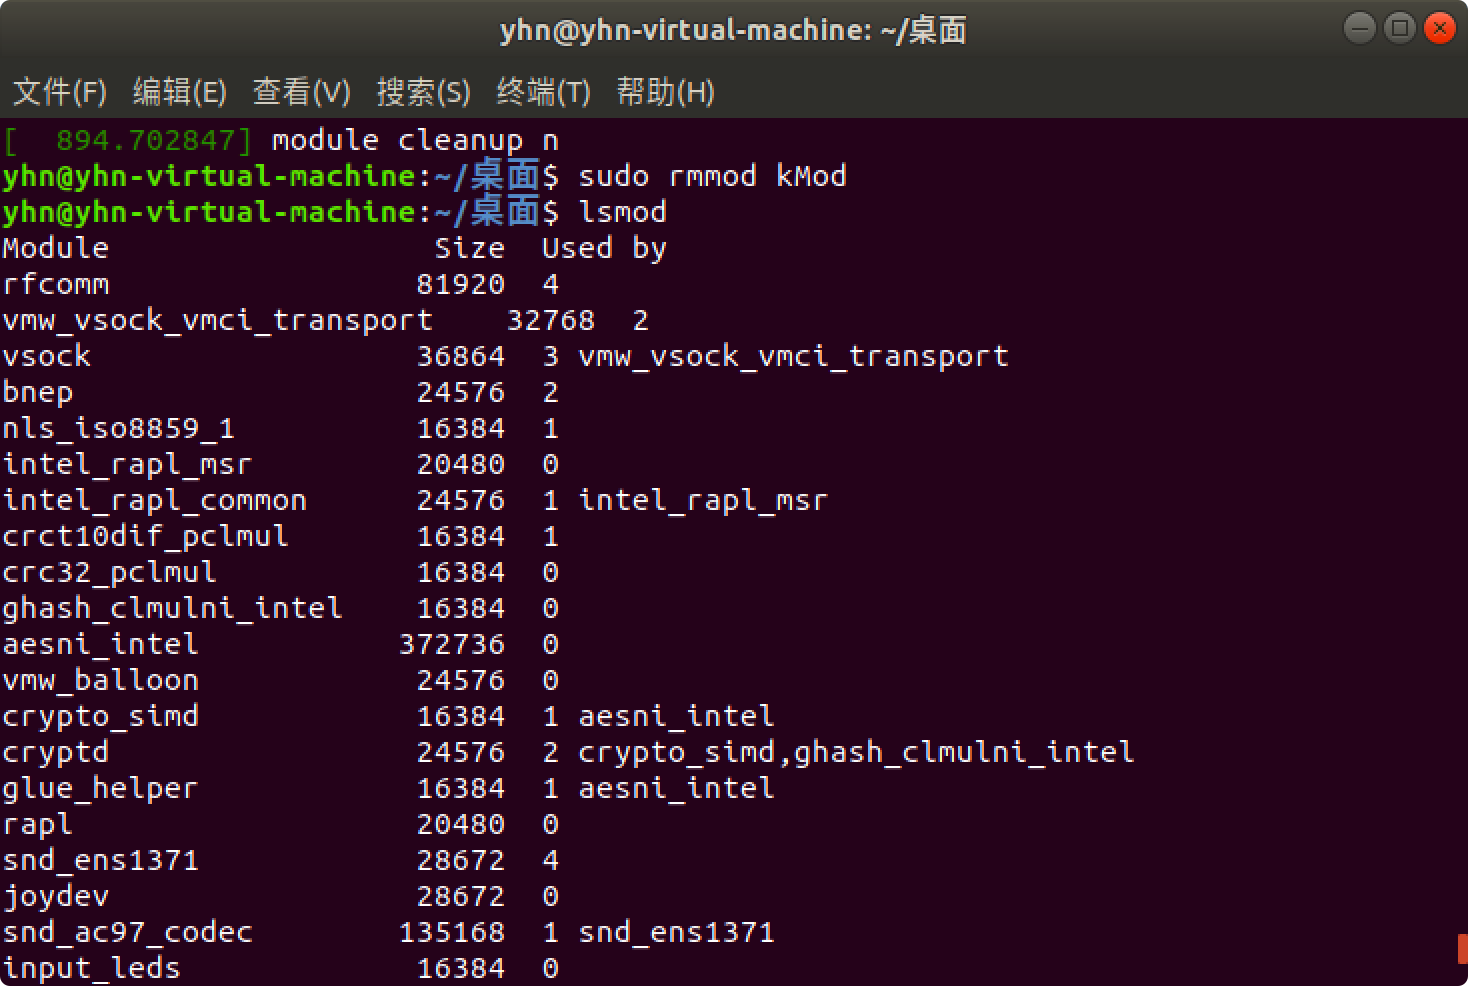 yhn@yhn-virtual-machine: ~/桌面
文件(F) 编辑(E) 查看(V) 搜索(S) 终端(T) 帮助(H)
[  894.702847] module cleanup n
yhn@yhn-virtual-machine:~/桌面$ sudo rmmod kMod
yhn@yhn-virtual-machine:~/桌面$ lsmod
Module                  Size  Used by
rfcomm                 81920  4
vmw_vsock_vmci_transport    32768  2
vsock                  36864  3 vmw_vsock_vmci_transport
bnep                   24576  2
nls_iso8859_1          16384  1
intel_rapl_msr         20480  0
intel_rapl_common      24576  1 intel_rapl_msr
crct10dif_pclmul       16384  1
crc32_pclmul           16384  0
ghash_clmulni_intel    16384  0
aesni_intel           372736  0
vmw_balloon            24576  0
crypto_simd            16384  1 aesni_intel
cryptd                 24576  2 crypto_simd,ghash_clmulni_intel
glue_helper            16384  1 aesni_intel
rapl                   20480  0
snd_ens1371            28672  4
joydev                 28672  0
snd_ac97_codec        135168  1 snd_ens1371
input_leds             16384  0